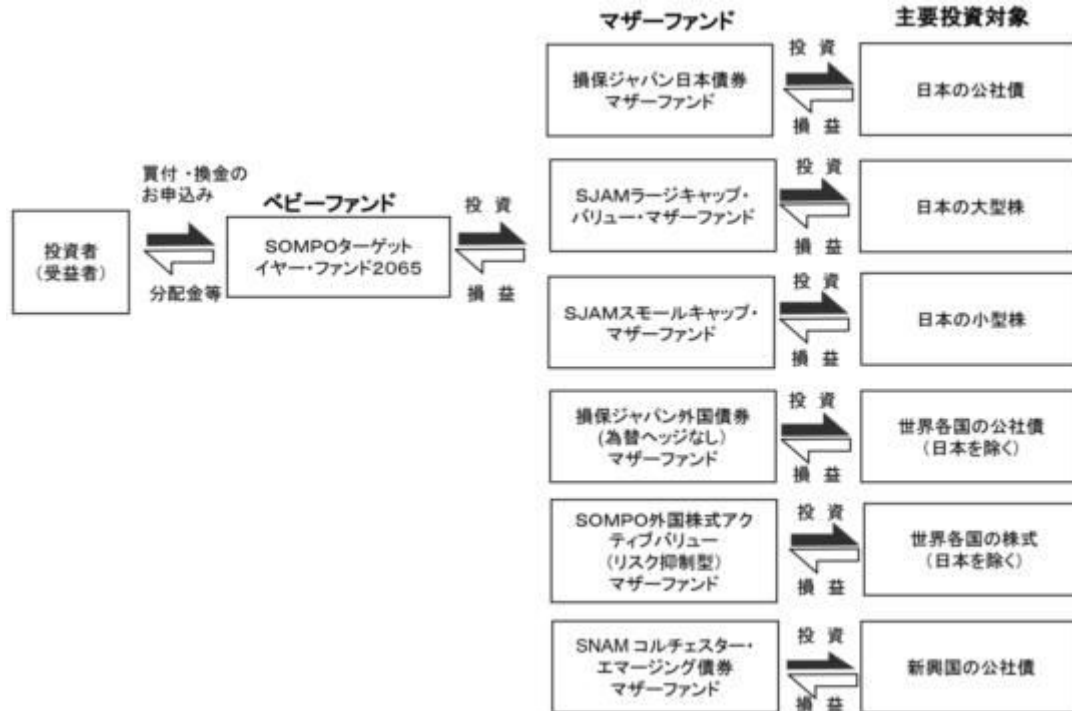 マザーファンド
主要投資対象
損保ジャパン日本債券
マザーファンド
投 資
損 益
日本の公社債
SJAMラージキャップ・
バリュー・マザーファンド
投 資
損 益
日本の大型株
投資者
(受益者)
買付・換金の
お申込み
分配金等
ベビーファンド
SOMPOターゲット
イヤー・ファンド2065
投 資
損 益
SJAMスモールキャップ・
マザーファンド
投 資
損 益
日本の小型株
損保ジャパン外国債券
(為替ヘッジなし)
マザーファンド
投 資
損 益
世界各国の公社債
(日本を除く)
SOMPO外国株式アク
ティブバリュー
(リスク抑制型)
マザーファンド
投 資
損 益
世界各国の株式
(日本を除く)
SNAM コルチェスター・
エマージング債券
マザーファンド
投 資
損 益
新興国の公社債